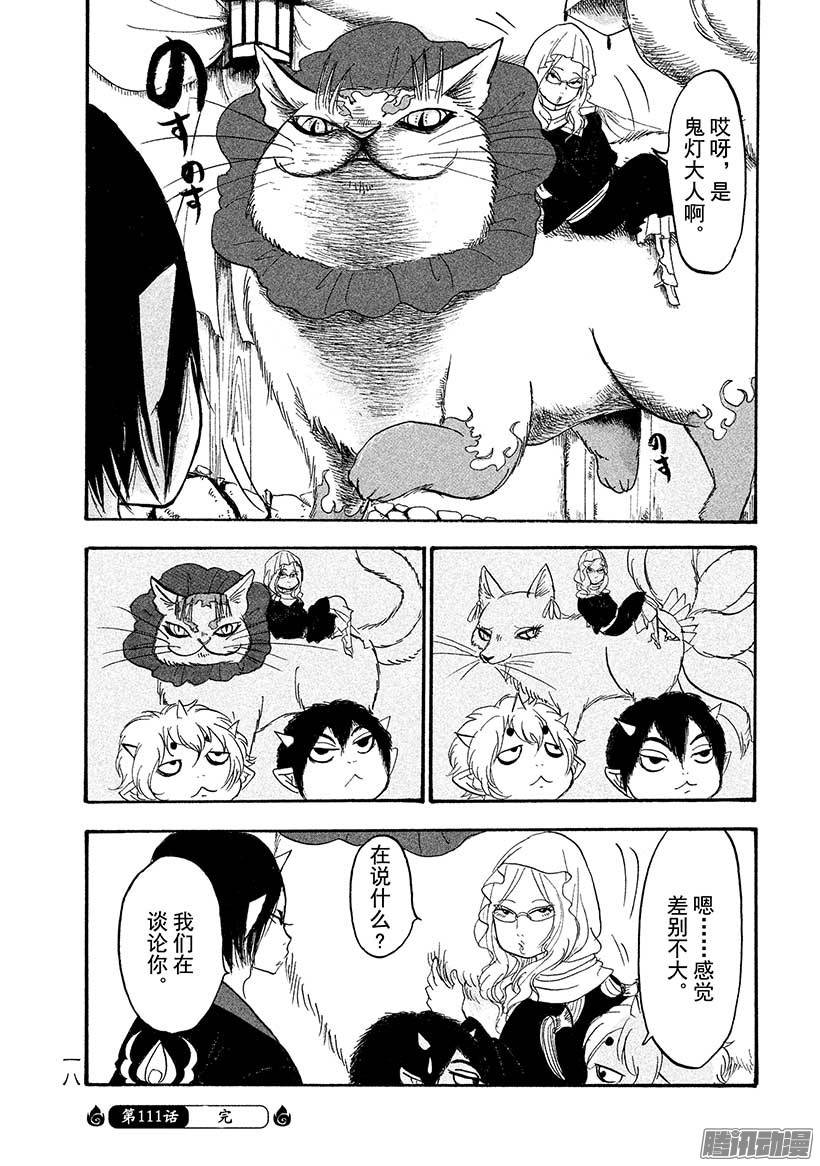 哎呀，是
鬼灯大人啊。
のすのす
のす
嗯……感觉
差别不大。
在说什么？
我们在
谈论你。
一八
第111话 完
腾讯动漫